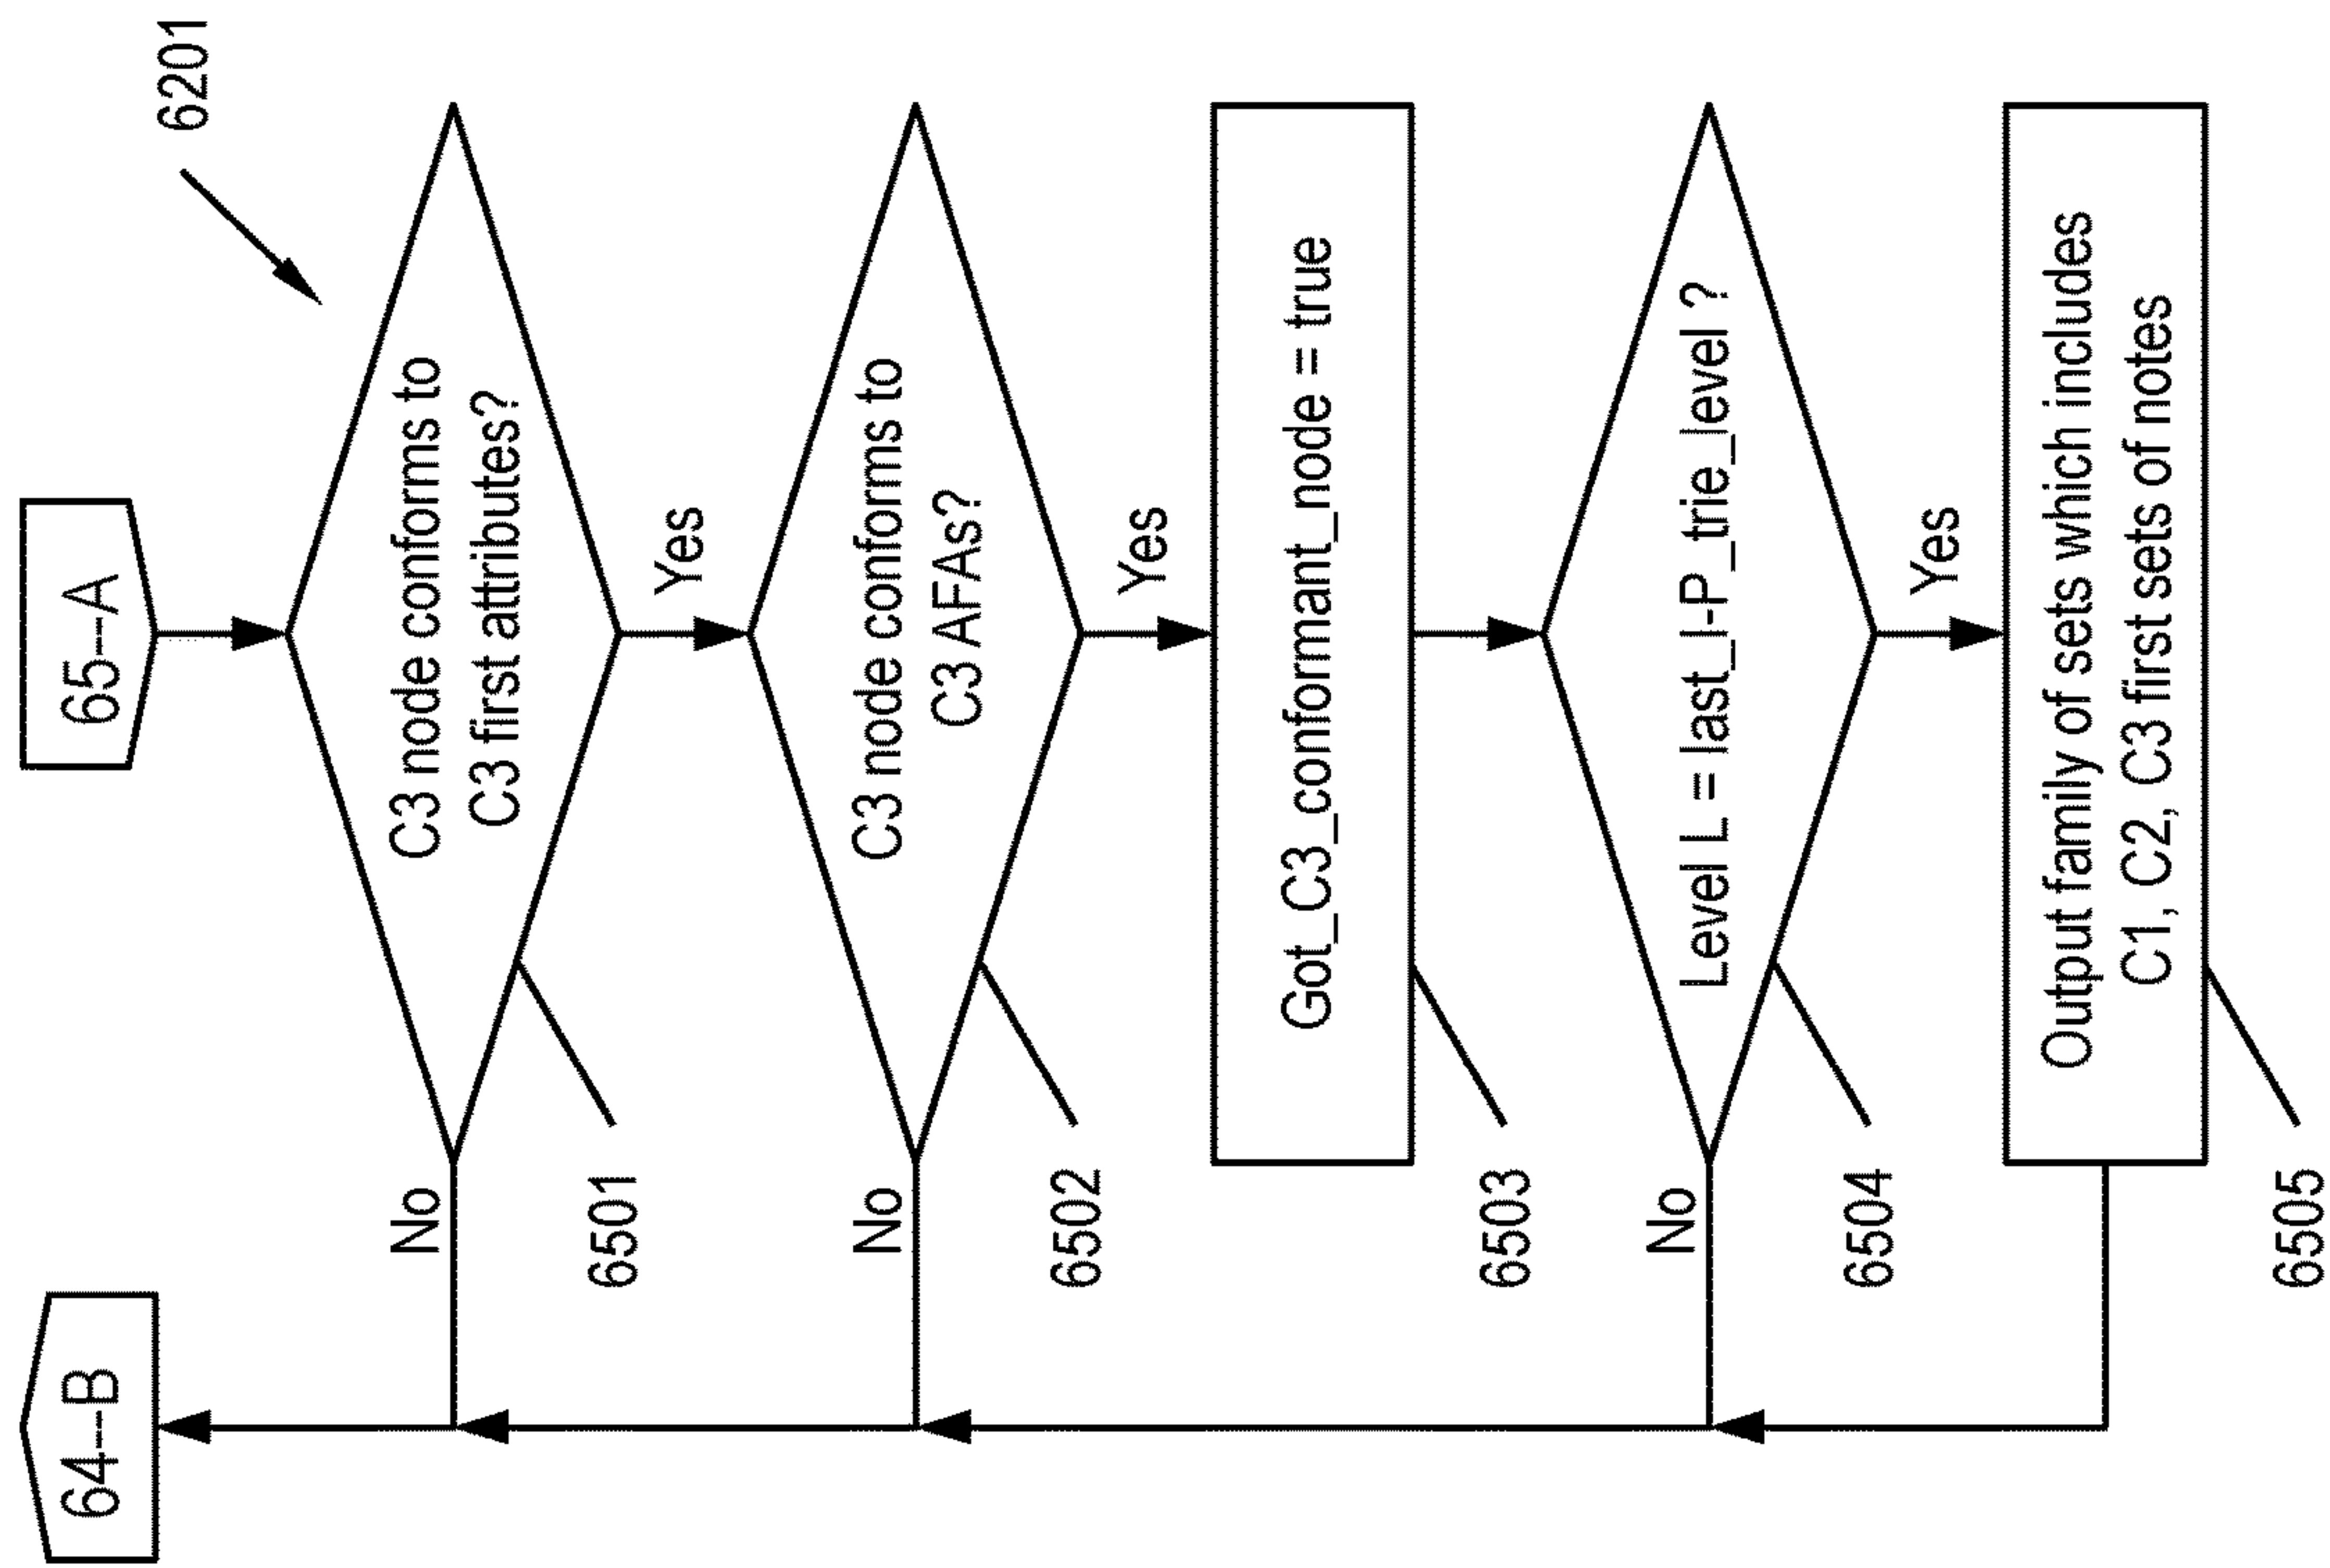 6201
65--A
C3 node conforms to
C3 first attributes?
No
Yes
6501
C3 node conforms to
C3 AFAs?
No
Yes
6502
Got_C3_conformant_node = true
6503
Level L = last_I-P_trie_level ?
No
Yes
6504
Output family of sets which includes
C1, C2, C3 first sets of notes
6505
64--B